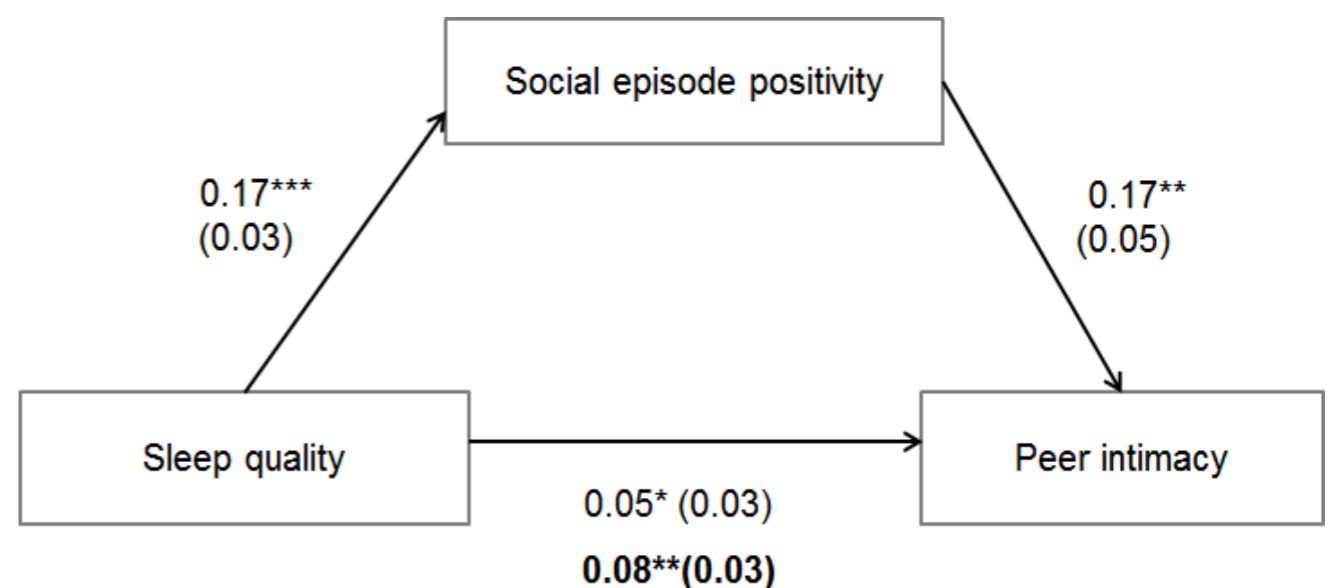 Social episode positivity
0.17***
(0.03)
0.17**
(0.05)
Sleep quality
Peer intimacy
0.05* (0.03)
0.08**(0.03)